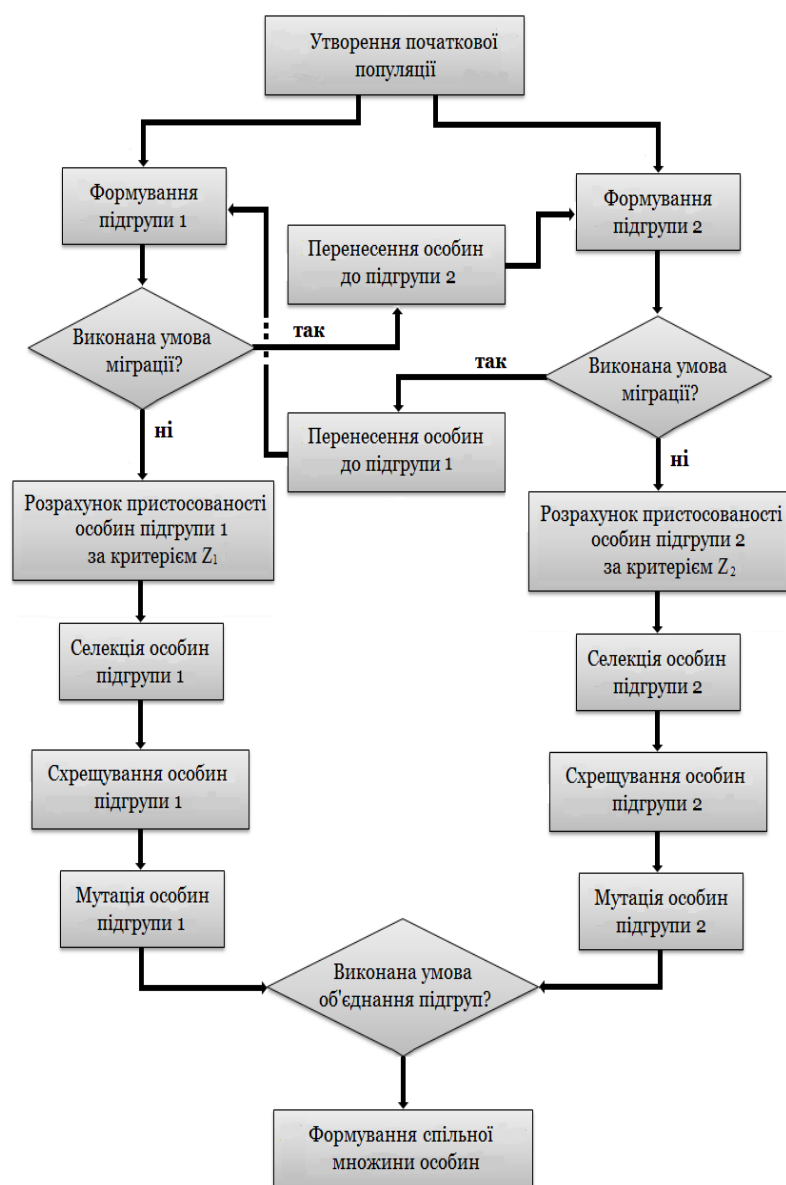 Утворення початкової
популяції
Формування
підгрупи 1
Формування
підгрупи 2
Перенесення особин
до підгрупи 2
Виконана умова
міграції?
так
так
Виконана умова
міграції?
Перенесення особин
до підгрупи 1
ні
ні
Розрахунок пристосованості
особин підгрупи 1
за критерієм Z₁
Розрахунок пристосованості
особин підгрупи 2
за критерієм Z₂
Селекція особин
підгрупи 1
Селекція особин
підгрупи 2
Схрещування особин
підгрупи 1
Схрещування особин
підгрупи 2
Мутація особин
підгрупи 1
Мутація особин
підгрупи 2
Виконана умова
об'єднання підгруп?
Формування спільної
множини особин